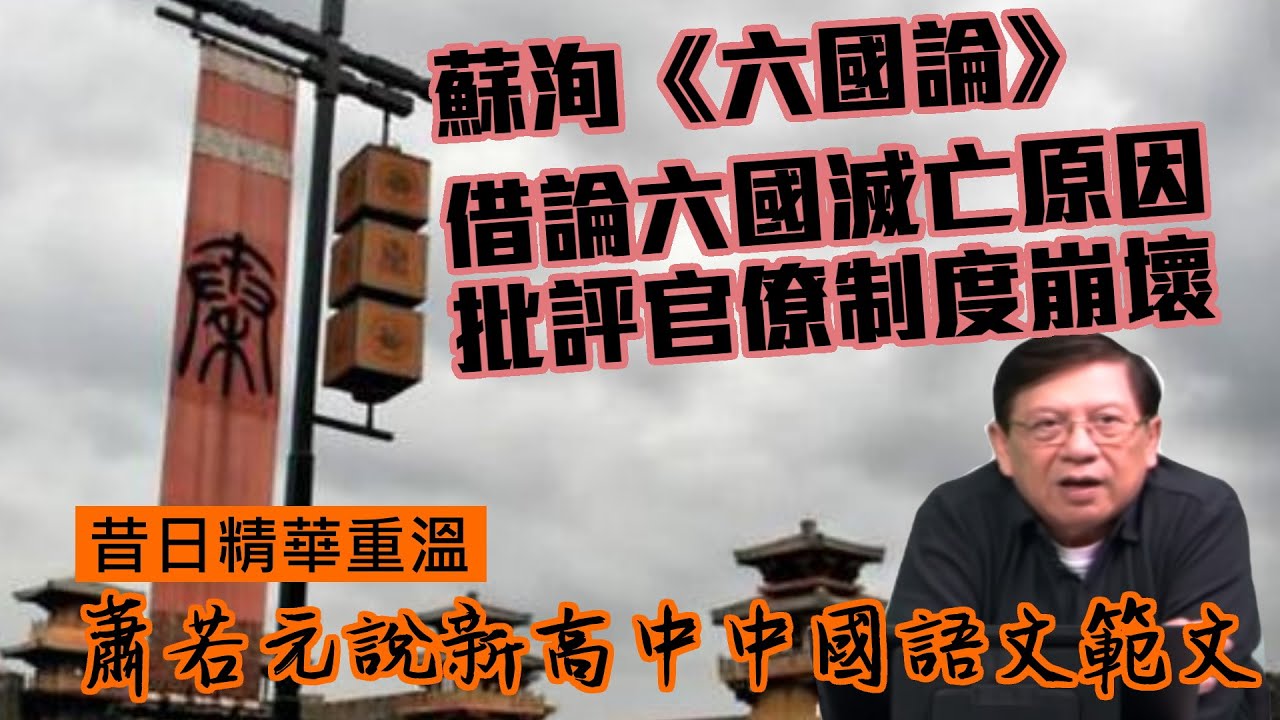 蘇洵《六國論》
借論六國滅亡原因
批評官僚制度崩壞
秦
昔日精華重溫
蕭若元說新高中中國語文範文